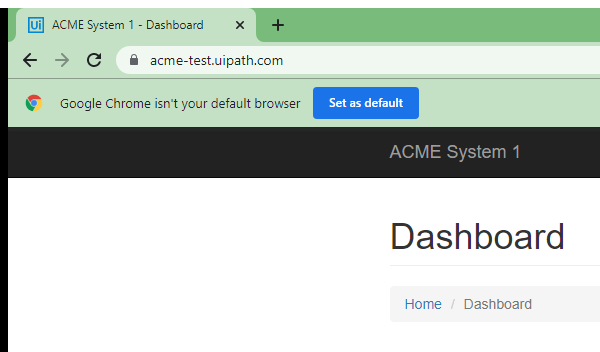 Ui ACME System 1 - Dashboard
acme-test.uipath.com
Google Chrome isn't your default browser Set as default
ACME System 1
Dashboard
Home / Dashboard